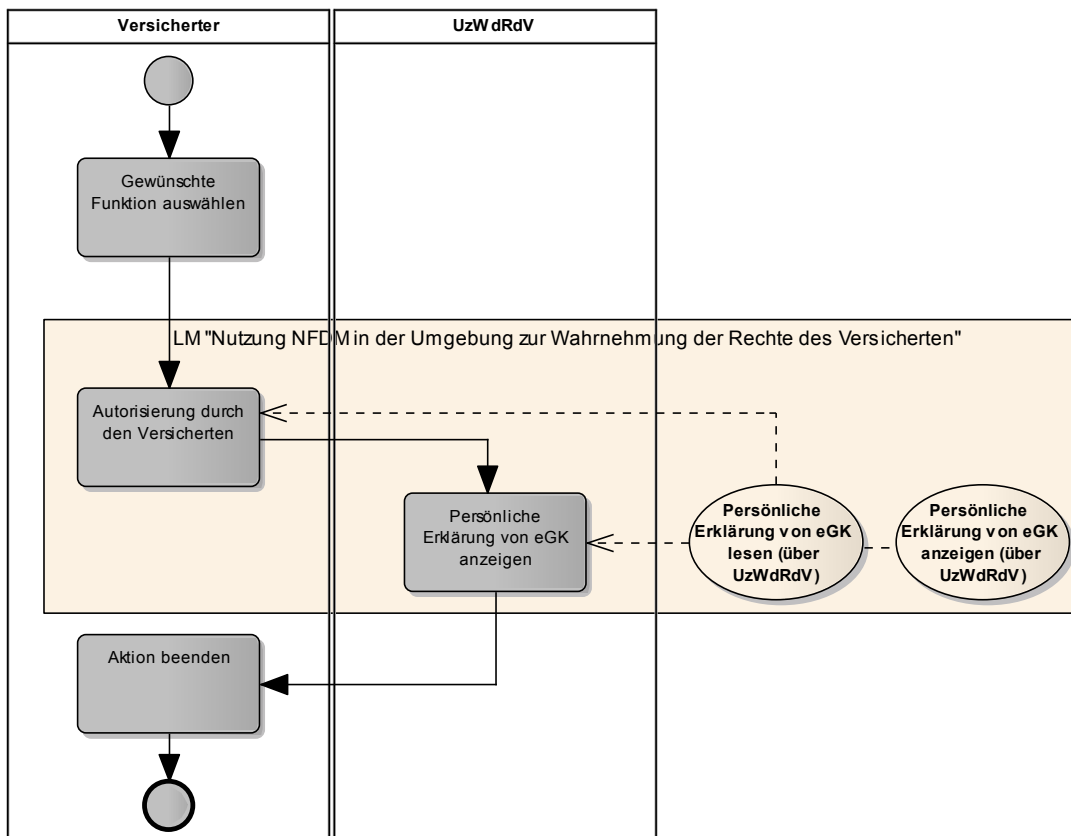 Versicherter
UzWdRdV
Gewünschte
Funktion auswählen
LM "Nutzung NFDM in der Umgebung zur Wahrnehmung der Rechte des Versicherten"
Autorisierung durch
den Versicherten
Persönliche
Erklärung von eGK
anzeigen
Persönliche
Erklärung von eGK
lesen (über
UzWdRdV)
Persönliche
Erklärung von eGK
anzeigen (über
UzWdRdV)
Aktion beenden